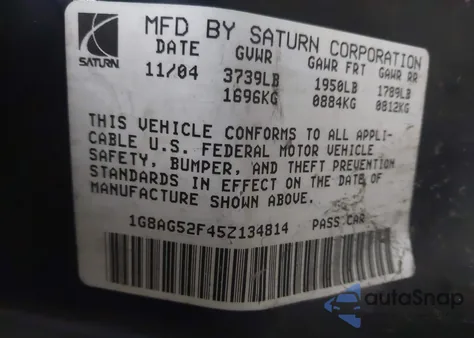 MFD BY SATURN CORPORATION
SATURN
DATE GVWR GAWR FRT GAWR RR
11/04 3739LB 1950LB 1789LB
1696KG 0884KG 0812KG
THIS VEHICLE CONFORMS TO ALL APPLI-
CABLE U.S. FEDERAL MOTOR VEHICLE
SAFETY, BUMPER, AND THEFT PREVENTION
STANDARDS IN EFFECT ON THE DATE OF
MANUFACTURE SHOWN ABOVE.
1G8AG52F45Z134814 PASS CAR
autoSnap